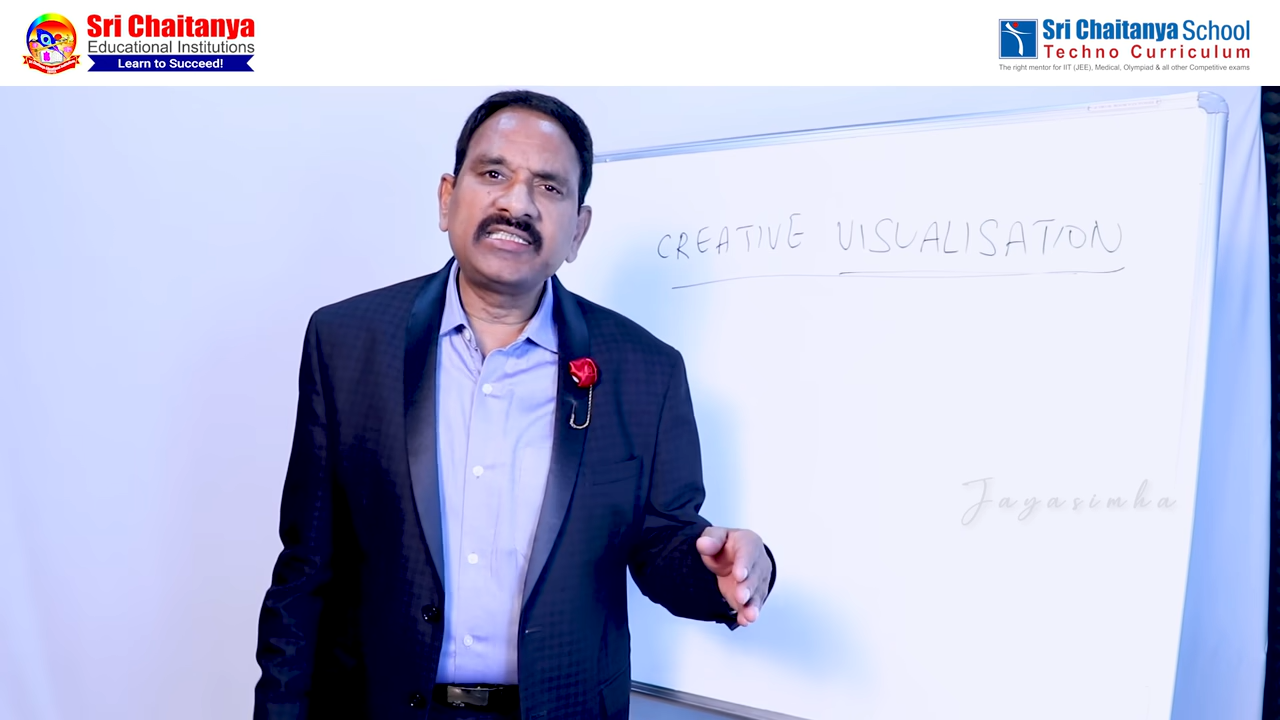 Sri Chaitanya
Educational Institutions
Learn to Succeed!
Sri Chaitanya School
Techno Curriculum
The right mentor for IIT (JEE), Medical, Olympiad & all other Competitive exams
CREATIVE VISUALISATION
Jayasimha